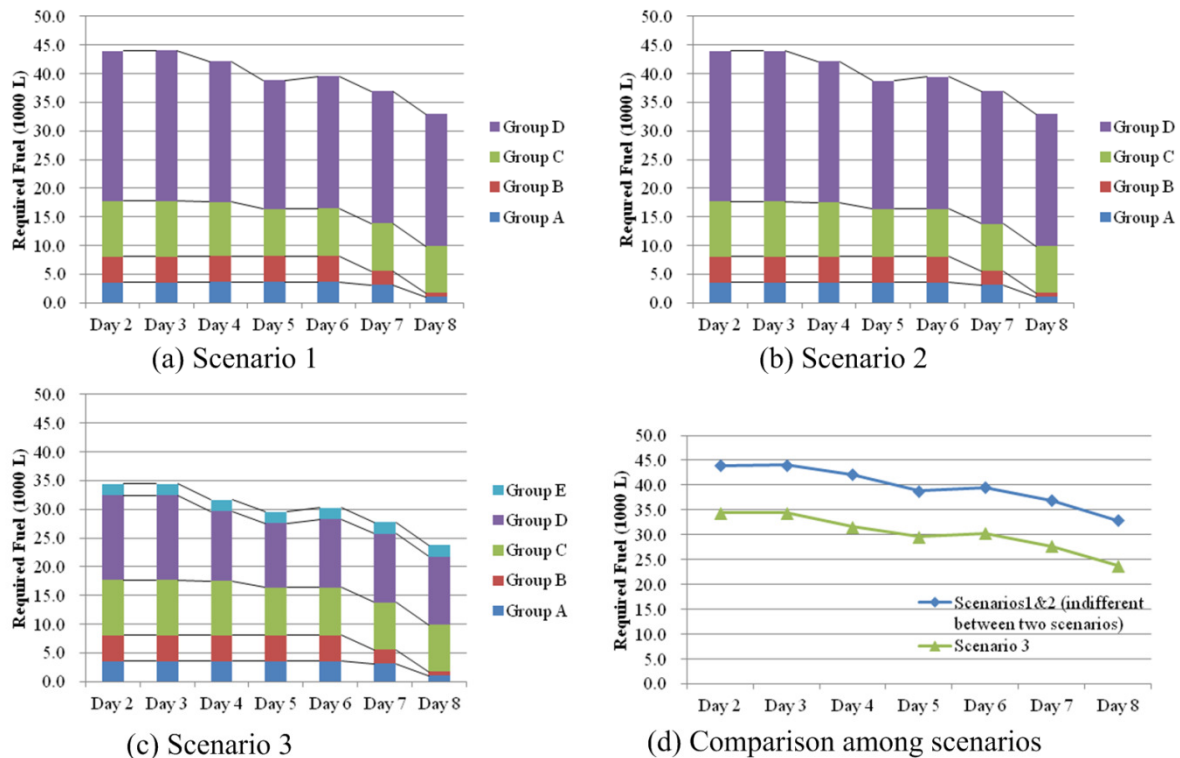 Required Fuel (1000 L)
50.0
45.0
40.0
35.0
30.0
25.0
20.0
15.0
10.0
5.0
0.0
Day 2 Day 3 Day 4 Day 5 Day 6 Day 7 Day 8
Group D
Group C
Group B
Group A
(a) Scenario 1
Required Fuel (1000 L)
50.0
45.0
40.0
35.0
30.0
25.0
20.0
15.0
10.0
5.0
0.0
Day 2 Day 3 Day 4 Day 5 Day 6 Day 7 Day 8
Group D
Group C
Group B
Group A
(b) Scenario 2
Required Fuel (1000 L)
50.0
45.0
40.0
35.0
30.0
25.0
20.0
15.0
10.0
5.0
0.0
Day 2 Day 3 Day 4 Day 5 Day 6 Day 7 Day 8
Group E
Group D
Group C
Group B
Group A
(c) Scenario 3
Required Fuel (1000 L)
50.0
45.0
40.0
35.0
30.0
25.0
20.0
15.0
10.0
5.0
0.0
Day 2 Day 3 Day 4 Day 5 Day 6 Day 7 Day 8
Scenarios1&2 (indifferent
between two scenarios)
Scenario 3
(d) Comparison among scenarios